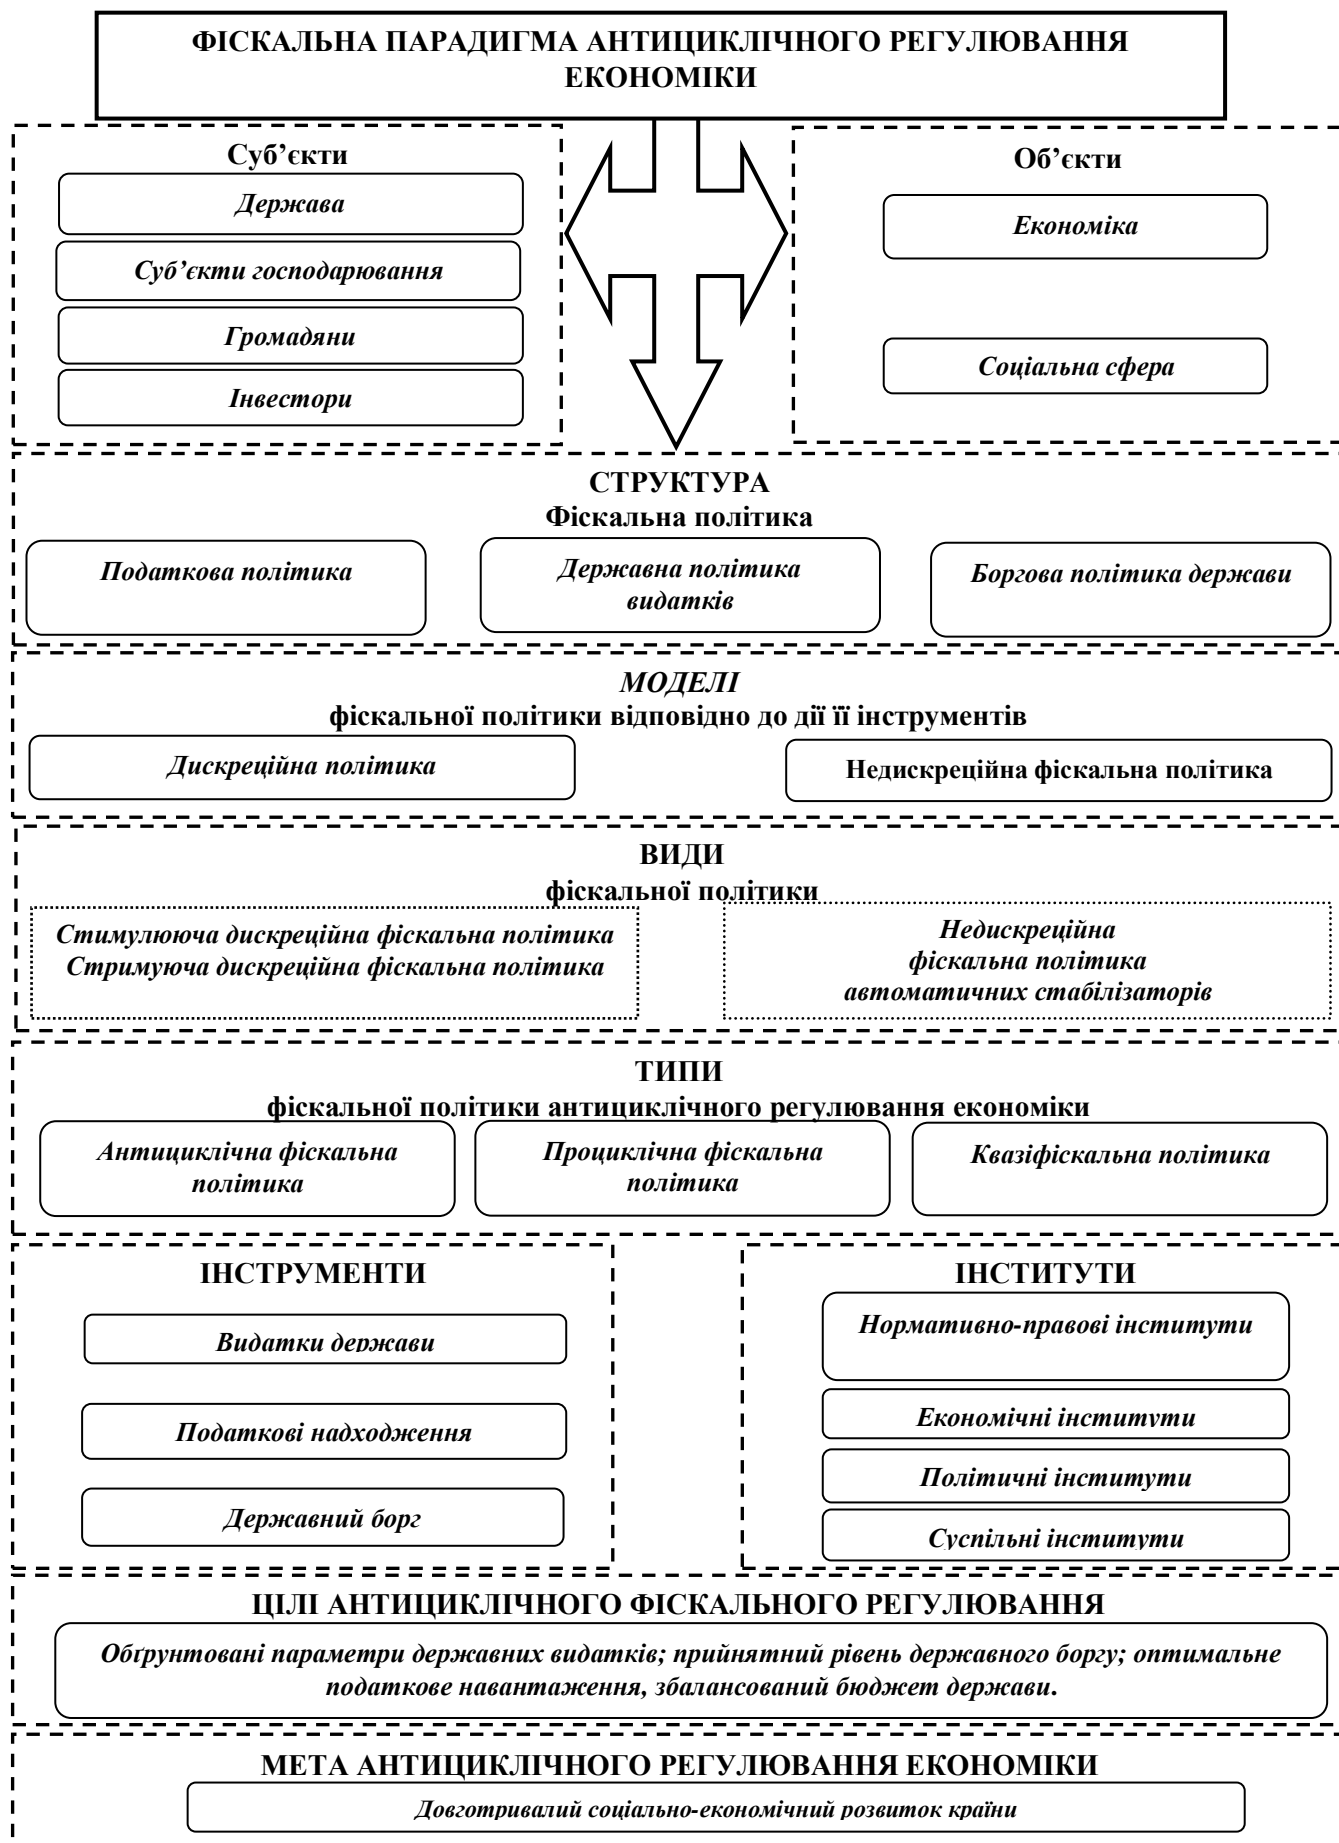 ФІСКАЛЬНА ПАРАДИГМА АНТИЦИКЛІЧНОГО РЕГУЛЮВАННЯ
ЕКОНОМІКИ
Суб’єкти
Держава
Суб’єкти господарювання
Громадяни
Інвестори
Об’єкти
Економіка
Соціальна сфера
СТРУКТУРА
Фіскальна політика
Податкова політика
Державна політика
видатків
Боргова політика держави
МОДЕЛІ
фіскальної політики відповідно до дії її інструментів
Дискреційна політика
Недискреційна фіскальна політика
ВИДИ
фіскальної політики
Стимулююча дискреційна фіскальна політика
Стримуюча дискреційна фіскальна політика
Недискреційна
фіскальна політика
автоматичних стабілізаторів
ТИПИ
фіскальної політики антициклічного регулювання економіки
Антициклічна фіскальна
політика
Проциклічна фіскальна
політика
Квазіфіскальна політика
ІНСТРУМЕНТИ
Видатки держави
Податкові надходження
Державний борг
ІНСТИТУТИ
Нормативно-правові інститути
Економічні інститути
Політичні інститути
Суспільні інститути
ЦІЛІ АНТИЦИКЛІЧНОГО ФІСКАЛЬНОГО РЕГУЛЮВАННЯ
Обґрунтовані параметри державних видатків; прийнятний рівень державного боргу; оптимальне
податкове навантаження, збалансований бюджет держави.
МЕТА АНТИЦИКЛІЧНОГО РЕГУЛЮВАННЯ ЕКОНОМІКИ
Довготривалий соціально-економічний розвиток країни